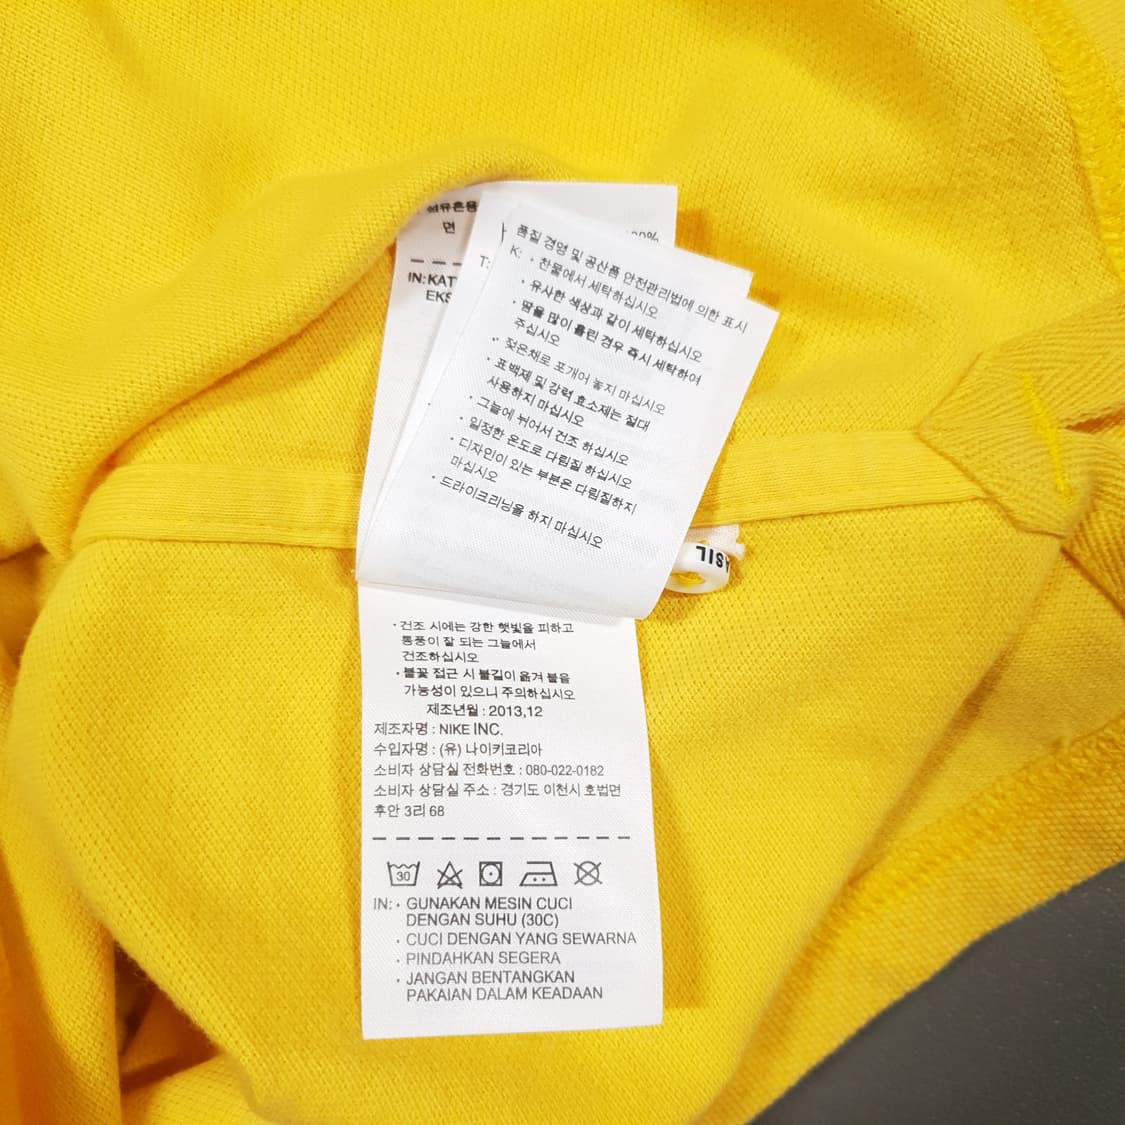 섬유혼용
면
IN:
00%
T:
품질 경영 및 공산품 안전관리법에 의한 표시
K: · 찬물에서 세탁하십시오
· 유사한 색상과 같이 세탁하십시오
· 땀을 많이 흘린 경우 즉시 세탁하여
주십시오
· 젖은채로 포개어 놓지 마십시오
· 표백제 및 강력 효소제는 절대
사용하지 마십시오
· 그늘에 뉘어서 건조 하십시오
· 일정한 온도로 다림질 하십시오
· 디자인이 있는 부분은 다림질하지
마십시오
· 드라이크리닝을 하지 마십시오
· 건조 시에는 강한 햇빛을 피하고
통풍이 잘 되는 그늘에서
건조하십시오
· 불꽃 접근 시 불길이 옮겨 붙을
가능성이 있으니 주의하십시오
제조년월 : 2013,12
제조자명 : NIKE INC.
수입자명 : (유) 나이키코리아
소비자 상담실 전화번호 : 080-022-0182
소비자 상담실 주소 : 경기도 이천시 호법면
후안 3리 68
30
IN: · GUNAKAN MESIN CUCI
DENGAN SUHU (30C)
· CUCI DENGAN YANG SEWARNA
· PINDAHKAN SEGERA
· JANGAN BENTANGKAN
PAKAIAN DALAM KEADAAN
ASIL